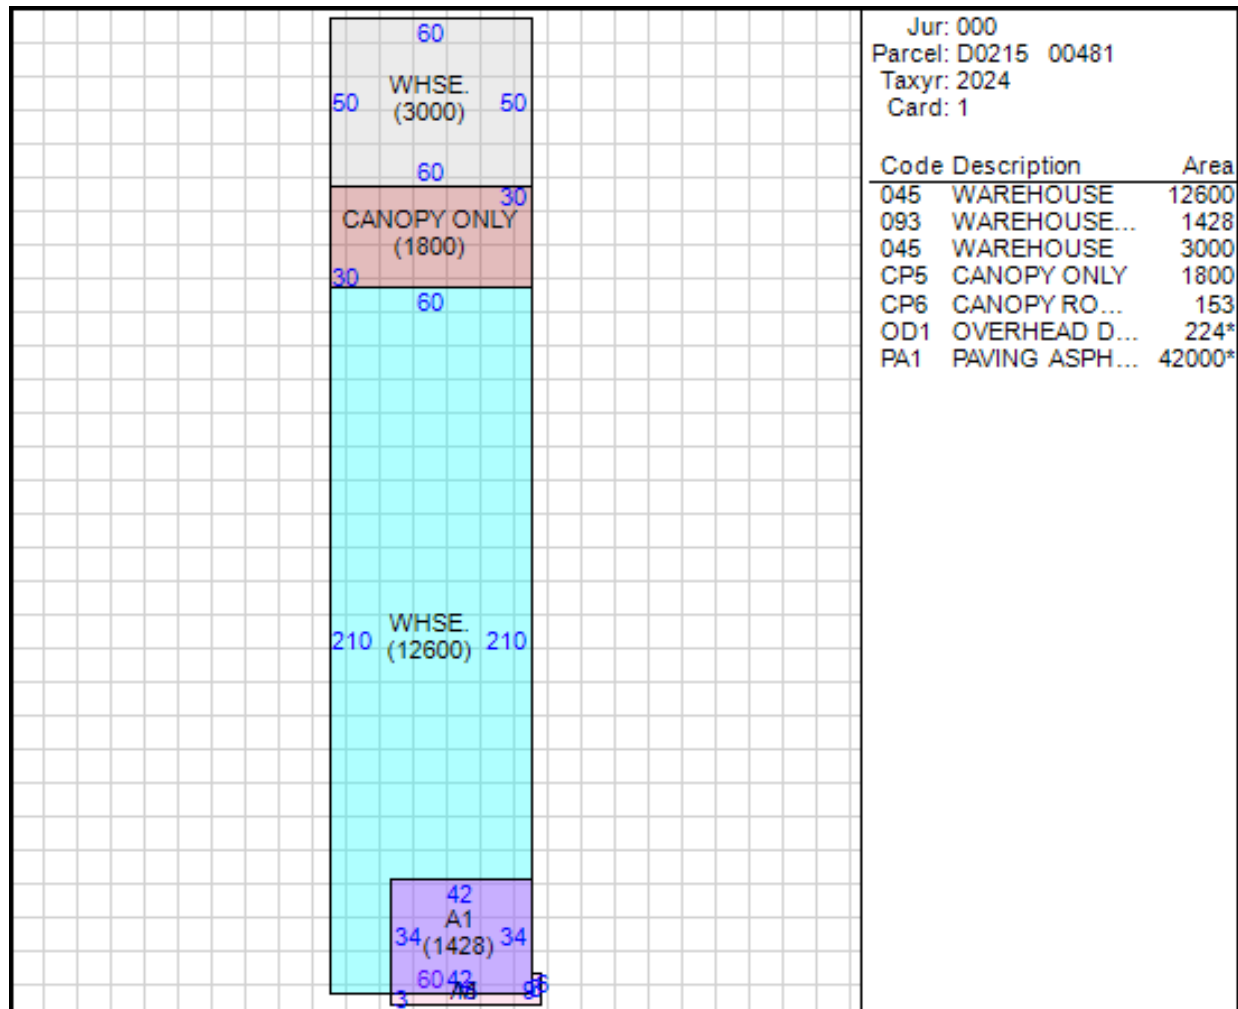 60
WHSE.
50 (3000) 50
60
30
CANOPY ONLY
(1800)
30
60
WHSE.
210 (12600) 210
42
A1
34 (1428) 34
60 42
3
Jur: 000
Parcel: D0215 00481
Taxyr: 2024
Card: 1
Code Description Area
045 WAREHOUSE 12600
093 WAREHOUSE... 1428
045 WAREHOUSE 3000
CP5 CANOPY ONLY 1800
CP6 CANOPY RO... 153
OD1 OVERHEAD D... 224*
PA1 PAVING ASPH... 42000*